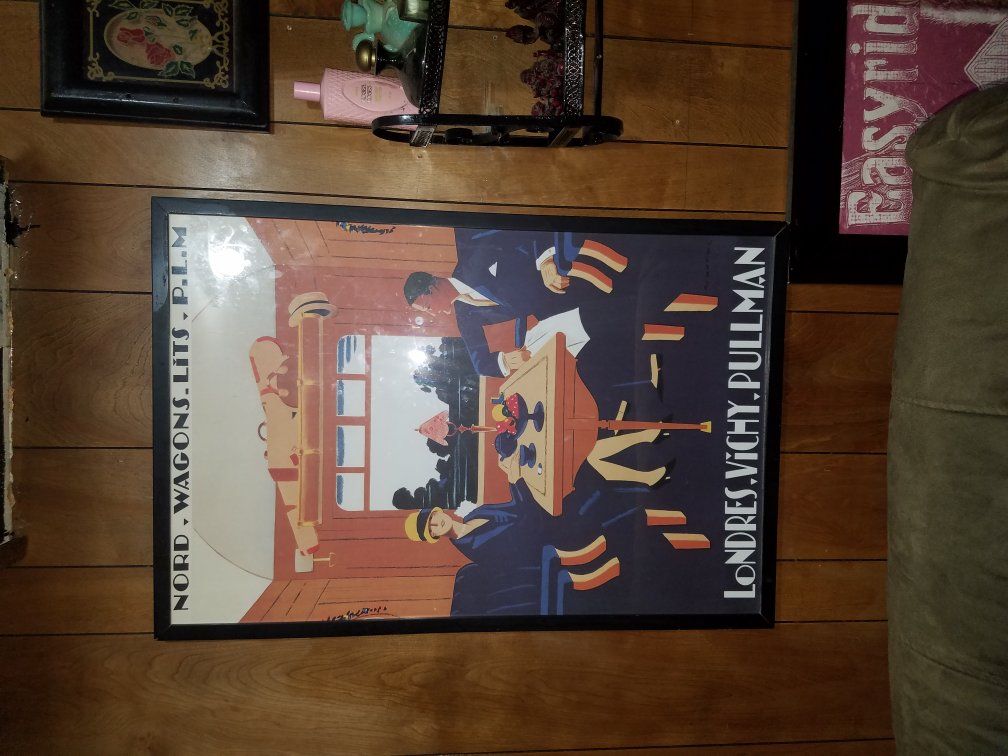 NORD . WAGONS . LITS . P.L.M
LONDRES.VICHY.PULLMAN
Easyrid